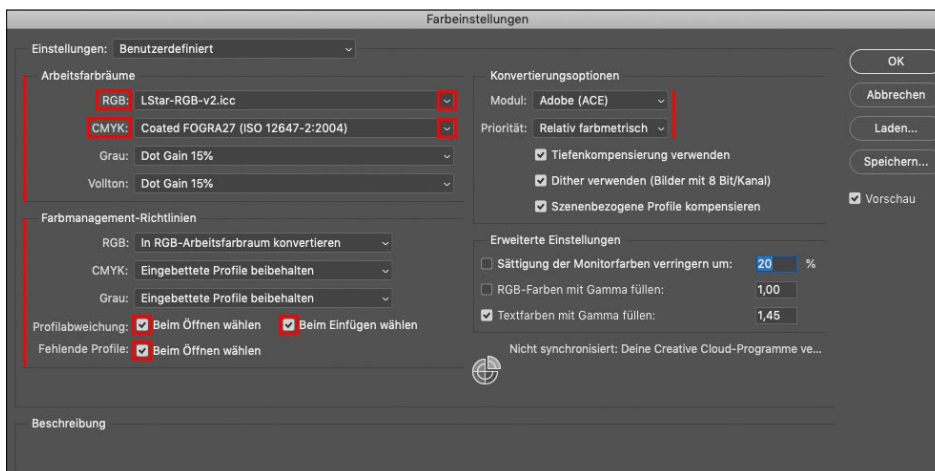 Farbeinstellungen
Einstellungen: Benutzerdefiniert
Arbeitsfarbräume
RGB: LStar-RGB-v2.icc
CMYK: Coated FOGRA27 (ISO 12647-2:2004)
Grau: Dot Gain 15%
Vollton: Dot Gain 15%
Farbmanagement-Richtlinien
RGB: In RGB-Arbeitsfarbraum konvertieren
CMYK: Eingebettete Profile beibehalten
Grau: Eingebettete Profile beibehalten
Profilabweichung: Beim Öffnen wählen Beim Einfügen wählen
Fehlende Profile: Beim Öffnen wählen
Konvertierungsoptionen
Modul: Adobe (ACE)
Priorität: Relativ farbmetrisch
Tiefenkompensierung verwenden
Dither verwenden (Bilder mit 8 Bit/Kanal)
Szenenbezogene Profile kompensieren
Erweiterte Einstellungen
Sättigung der Monitorfarben verringern um: 20 %
RGB-Farben mit Gamma füllen: 1,00
Textfarben mit Gamma füllen: 1,45
Nicht synchronisiert: Deine Creative Cloud-Programme ve...
OK
Abbrechen
Laden...
Speichern...
Vorschau
Beschreibung